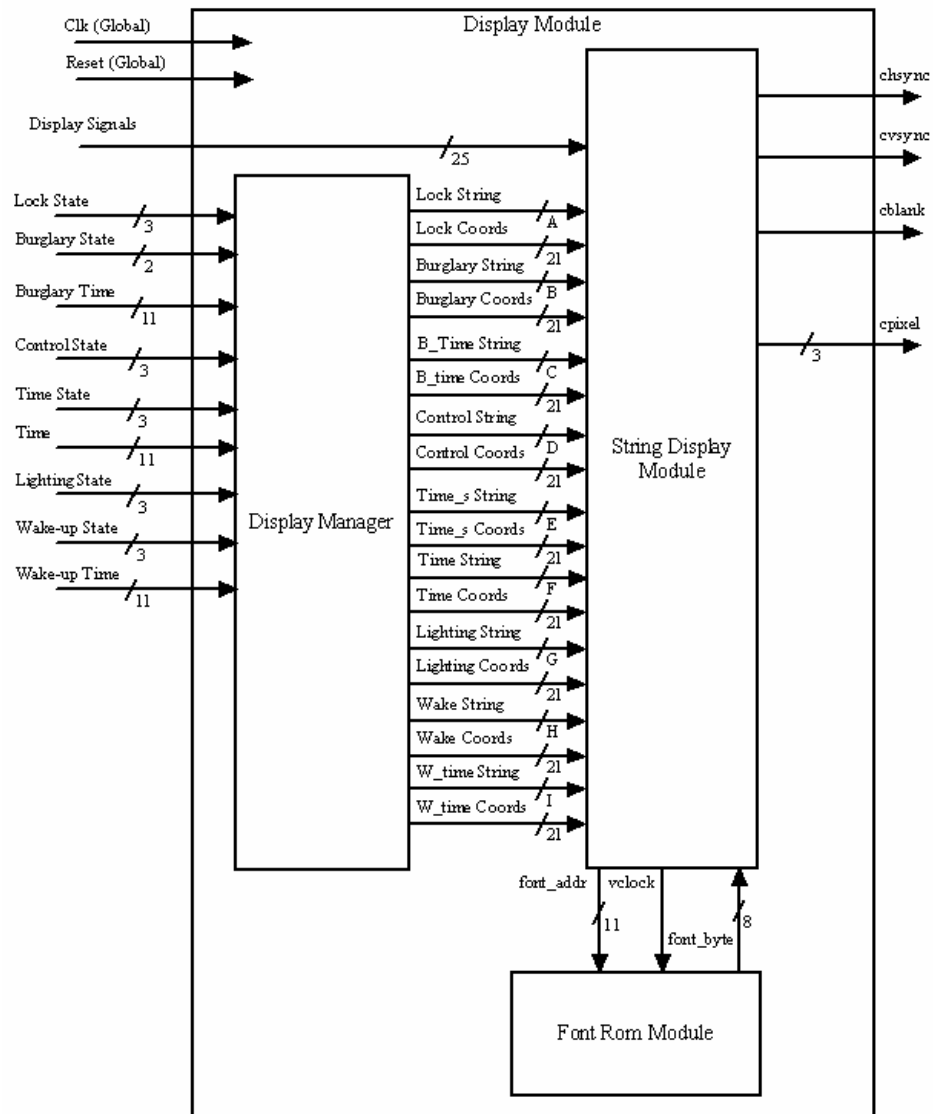 Display Module
Clk (Global)
Reset (Global)
Display Signals
25
chsync
cvsync
cblank
cpixel
3
Lock State
3
Burglary State
2
Burglary Time
11
Control State
3
Time State
3
Time
11
Lighting State
3
Wake-up State
3
Wake-up Time
11
Display Manager
Lock String
A
Lock Coords
21
Burglary String
B
Burglary Coords
21
B_Time String
C
B_time Coords
21
Control String
D
Control Coords
21
Time_s String
E
Time_s Coords
21
Time String
F
Time Coords
21
Lighting String
G
Lighting Coords
21
Wake String
H
Wake Coords
21
W_time String
I
W_time Coords
21
String Display
Module
font_addr
11
vclock
font_byte
8
Font Rom Module